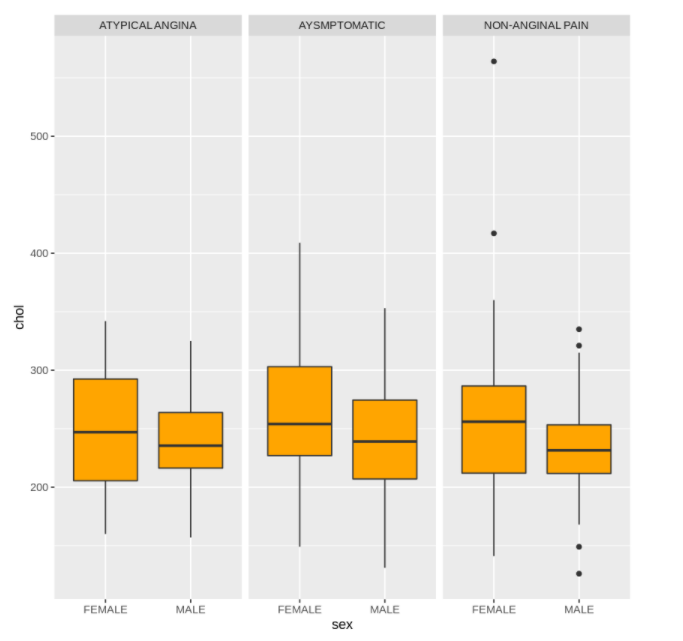 ATYPICAL ANGINA AYSMPTOMATIC NON-ANGINAL PAIN
500
400
chol
300
200
FEMALE MALE FEMALE MALE FEMALE MALE
sex